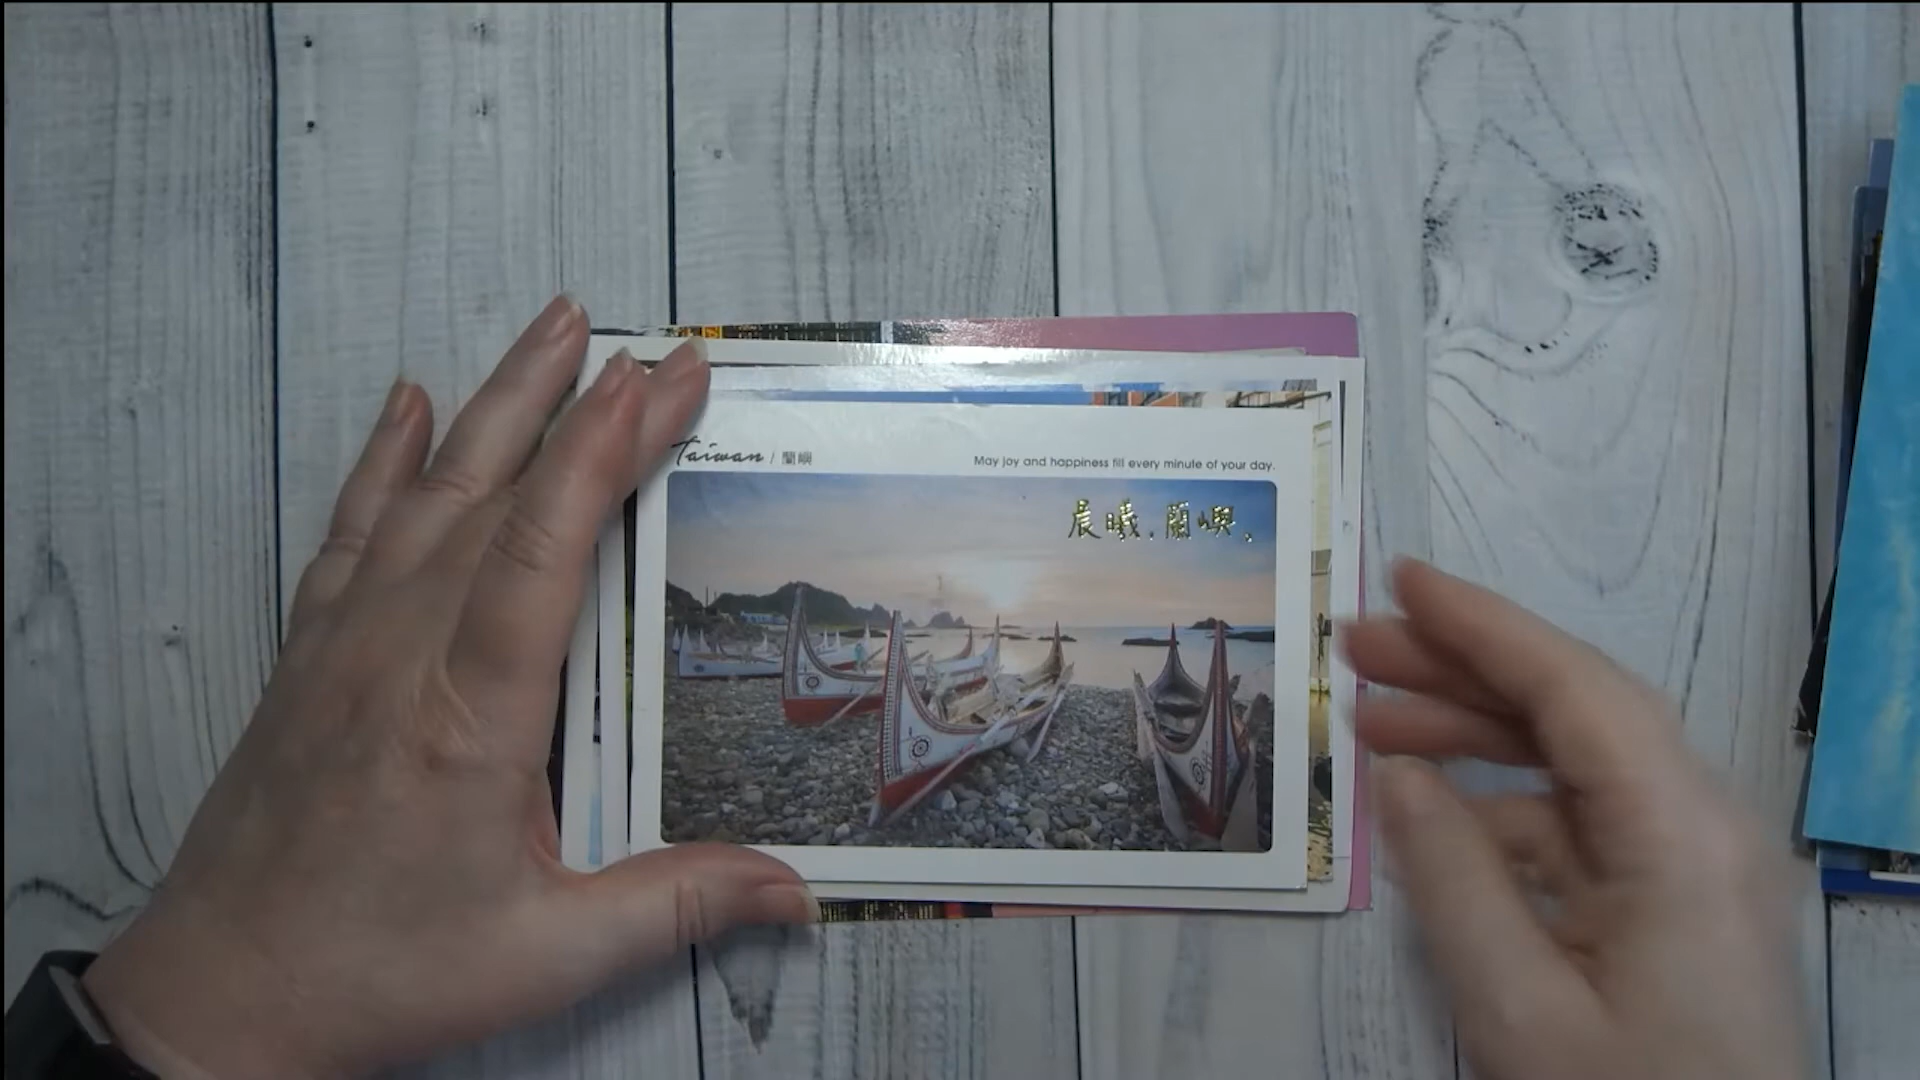 Taiwan / 蘭嶼
May joy and happiness fill every minute of your day.
晨曦.蘭嶼。